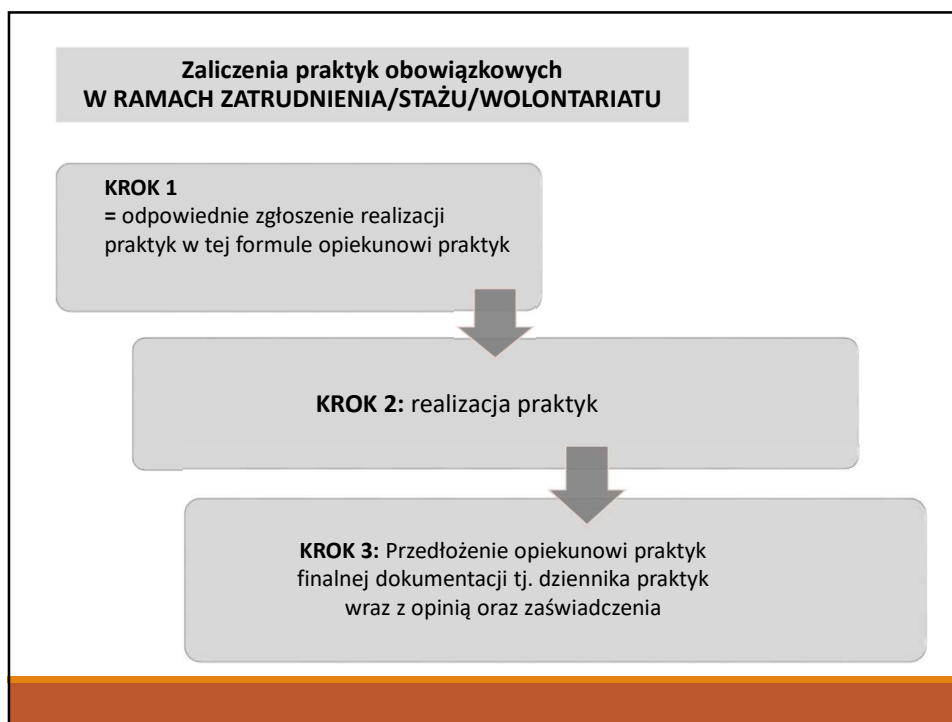 Zaliczenia praktyk obowiązkowych
W RAMACH ZATRUDNIENIA/STAŻU/WOLONTARIATU
KROK 1
= odpowiednie zgłoszenie realizacji
praktyk w tej formule opiekunowi praktyk
KROK 2: realizacja praktyk
KROK 3: Przedłożenie opiekunowi praktyk
finalnej dokumentacji tj. dziennika praktyk
wraz z opinią oraz zaświadczenia